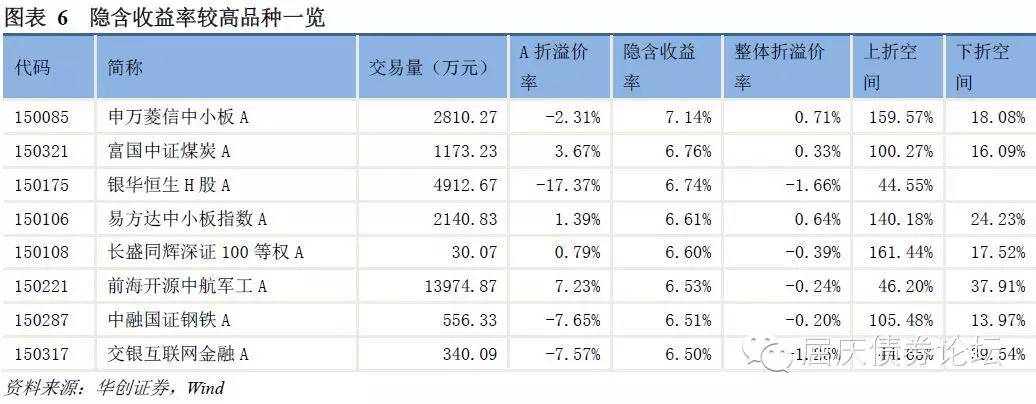 图表 6 隐含收益率较高品种一览
代码 简称 交易量（万元） A 折溢价率 隐含收益率 整体折溢价率 上折空间 下折空间
150085 申万菱信中小板 A 2810.27 -2.31% 7.14% 0.71% 159.57% 18.08%
150321 富国中证煤炭 A 1173.23 3.67% 6.76% 0.33% 100.27% 16.09%
150175 银华恒生 H 股 A 4912.67 -17.37% 6.74% -1.66% 44.55%
150106 易方达中小板指数 A 2140.83 1.39% 6.61% 0.64% 140.18% 24.23%
150108 长盛同辉深证 100 等权 A 30.07 0.79% 6.60% -0.39% 161.44% 17.52%
150221 前海开源中航军工 A 13974.87 7.23% 6.53% -0.24% 46.20% 37.91%
150287 中融国证钢铁 A 556.33 -7.65% 6.51% -0.20% 105.48% 13.97%
150317 交银互联网金融 A 340.09 -7.57% 6.50%
屈庆债券论坛
资料来源：华创证券，Wind